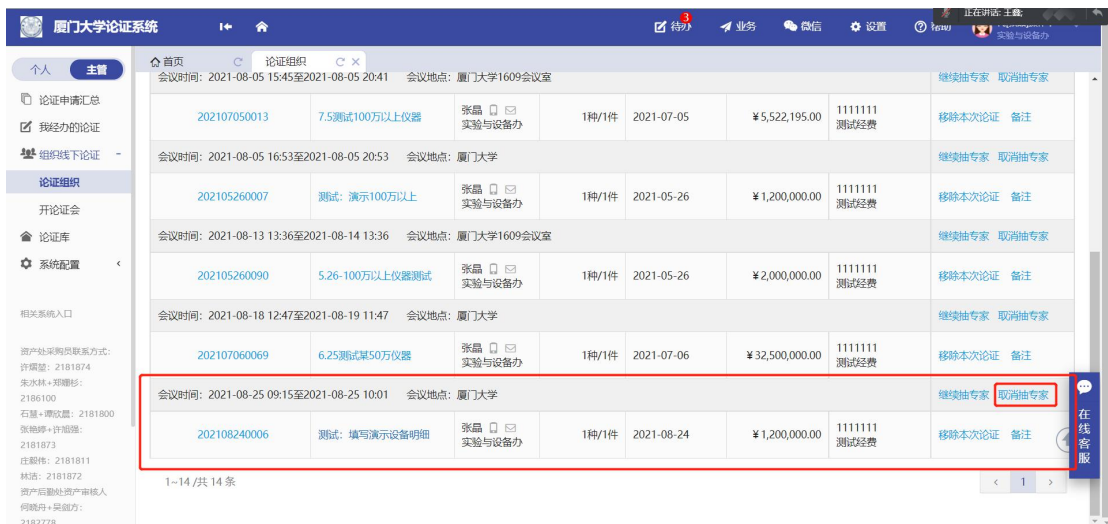 正在讲话: 王鑫;
厦门大学论证系统
待办
3
业务
微信
设置
帮助
实验与设备办
个人 主管
首页 论证组织
论证申请汇总
我经办的论证
组织线下论证
论证组织
开论证会
论证库
系统配置
相关系统入口
资产处采购员联系方式：
许熠堃：2181874
朱水林+郑姗杉：
2186100
石慧+谭欣晨：2181800
张艳婷+许旭强：
2181873
庄毅伟：2181811
林洁：2181872
资产后勤处资产审核人
何晓舟+吴剑方：
2182778
会议时间：2021-08-05 15:45至2021-08-05 20:41 会议地点：厦门大学1609会议室 继续抽专家 取消抽专家
202107050013 7.5测试100万以上仪器 张晶 实验与设备办 1种/1件 2021-07-05 ¥5,522,195.00 1111111 测试经费 移除本次论证 备注
会议时间：2021-08-05 16:53至2021-08-05 20:53 会议地点：厦门大学 继续抽专家 取消抽专家
202105260007 测试：演示100万以上 张晶 实验与设备办 1种/1件 2021-05-26 ¥1,200,000.00 1111111 测试经费 移除本次论证 备注
会议时间：2021-08-13 13:36至2021-08-14 13:36 会议地点：厦门大学1609会议室 继续抽专家 取消抽专家
202105260090 5.26-100万以上仪器测试 张晶 实验与设备办 1种/1件 2021-05-26 ¥2,000,000.00 1111111 测试经费 移除本次论证 备注
会议时间：2021-08-18 12:47至2021-08-19 11:47 会议地点：厦门大学 继续抽专家 取消抽专家
202107060069 6.25测试某50万仪器 张晶 实验与设备办 1种/1件 2021-07-06 ¥32,500,000.00 1111111 测试经费 移除本次论证 备注
会议时间：2021-08-25 09:15至2021-08-25 10:01 会议地点：厦门大学 继续抽专家 取消抽专家
202108240006 测试：填写演示设备明细 张晶 实验与设备办 1种/1件 2021-08-24 ¥1,200,000.00 1111111 测试经费 移除本次论证 备注
1~14 /共 14 条
1
在线客服